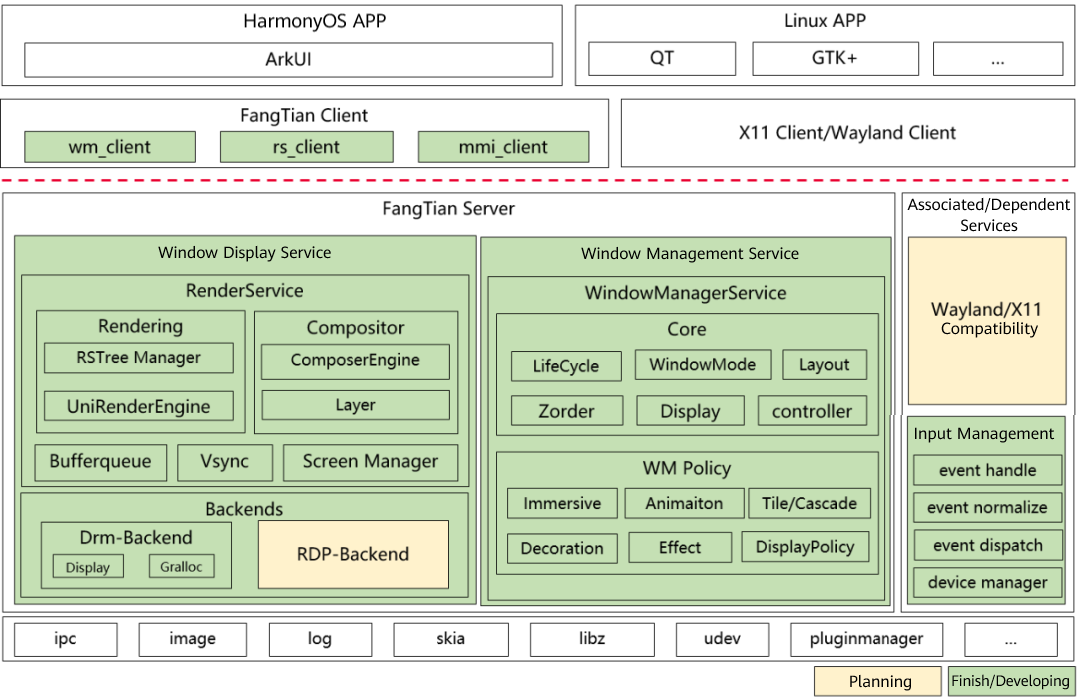 HarmonyOS APP
ArkUI
Linux APP
QT
GTK+
...
FangTian Client
wm_client
rs_client
mmi_client
X11 Client/Wayland Client
FangTian Server
Window Display Service
RenderService
Rendering
RSTree Manager
UniRenderEngine
Compositor
ComposerEngine
Layer
Bufferqueue
Vsync
Screen Manager
Backends
Drm-Backend
Display
Gralloc
RDP-Backend
Window Management Service
WindowManagerService
Core
LifeCycle
WindowMode
Layout
Zorder
Display
controller
WM Policy
Immersive
Animaiton
Tile/Cascade
Decoration
Effect
DisplayPolicy
Associated/Dependent
Services
Wayland/X11
Compatibility
Input Management
event handle
event normalize
event dispatch
device manager
ipc
image
log
skia
libz
udev
pluginmanager
...
Planning
Finish/Developing